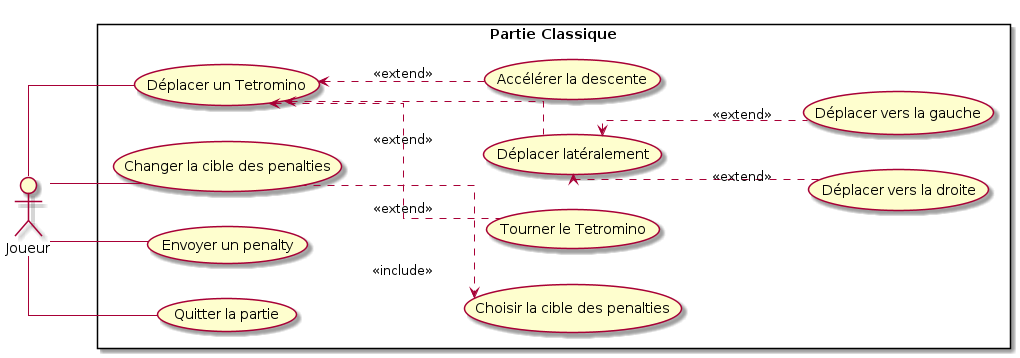 Partie Classique
Déplacer un Tetromino
«extend»
Accélérer la descente
Déplacer vers la gauche
«extend»
«extend»
Déplacer latéralement
Changer la cible des penalties
«extend»
Déplacer vers la droite
«extend»
Tourner le Tetromino
Joueur
Envoyer un penalty
«include»
Choisir la cible des penalties
Quitter la partie